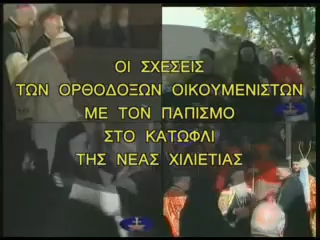 ΟΙ ΣΧΕΣΕΙΣ
ΤΩΝ ΟΡΘΟΔΟΞΩΝ ΟΙΚΟΥΜΕΝΙΣΤΩΝ
ΜΕ ΤΟΝ ΠΑΠΙΣΜΟ
ΣΤΟ ΚΑΤΩΦΛΙ
ΤΗΣ ΝΕΑΣ ΧΙΛΙΕΤΙΑΣ